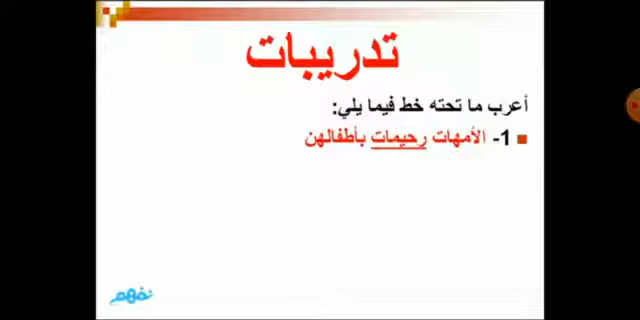 تدريبات
أعرب ما تحته خط فيما يلي:
1- الأمهات رحيمات بأطفالهن
نفهم